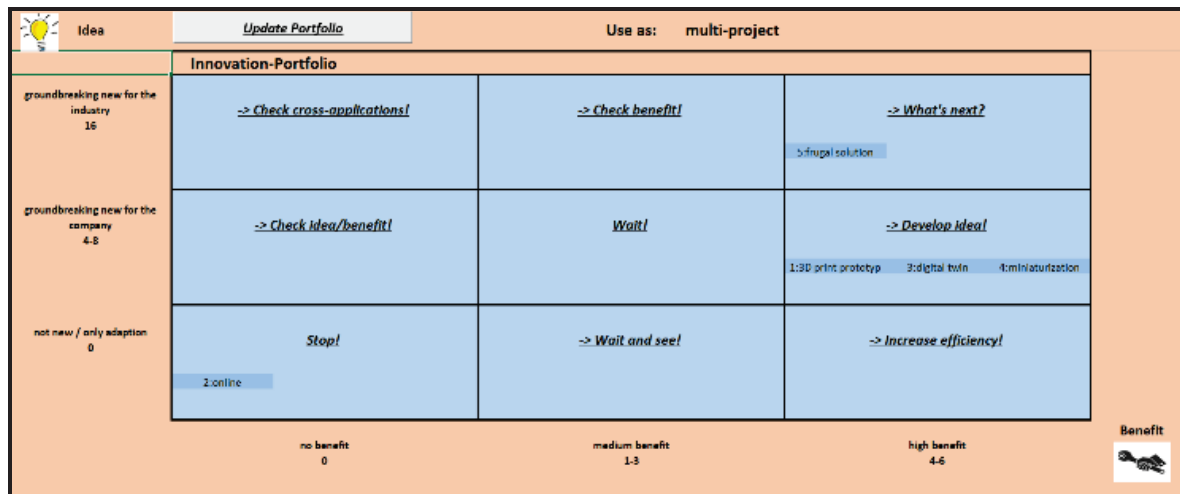 Idea Update Portfolio Use as: multi-project
Innovation-Portfolio
groundbreaking new for the
industry
16
-> Check cross-applications! -> Check benefit! -> What's next?
5:frugal solution
groundbreaking new for the
company
4-8
-> Check idea/benefit! Wait! -> Develop idea!
1:3D print prototyp 3:digital twin 4:miniaturization
not new / only adaption
0
Stop! -> Wait and see! -> Increase efficiency!
2:online
no benefit
0
medium benefit
1-3
high benefit
4-6
Benefit